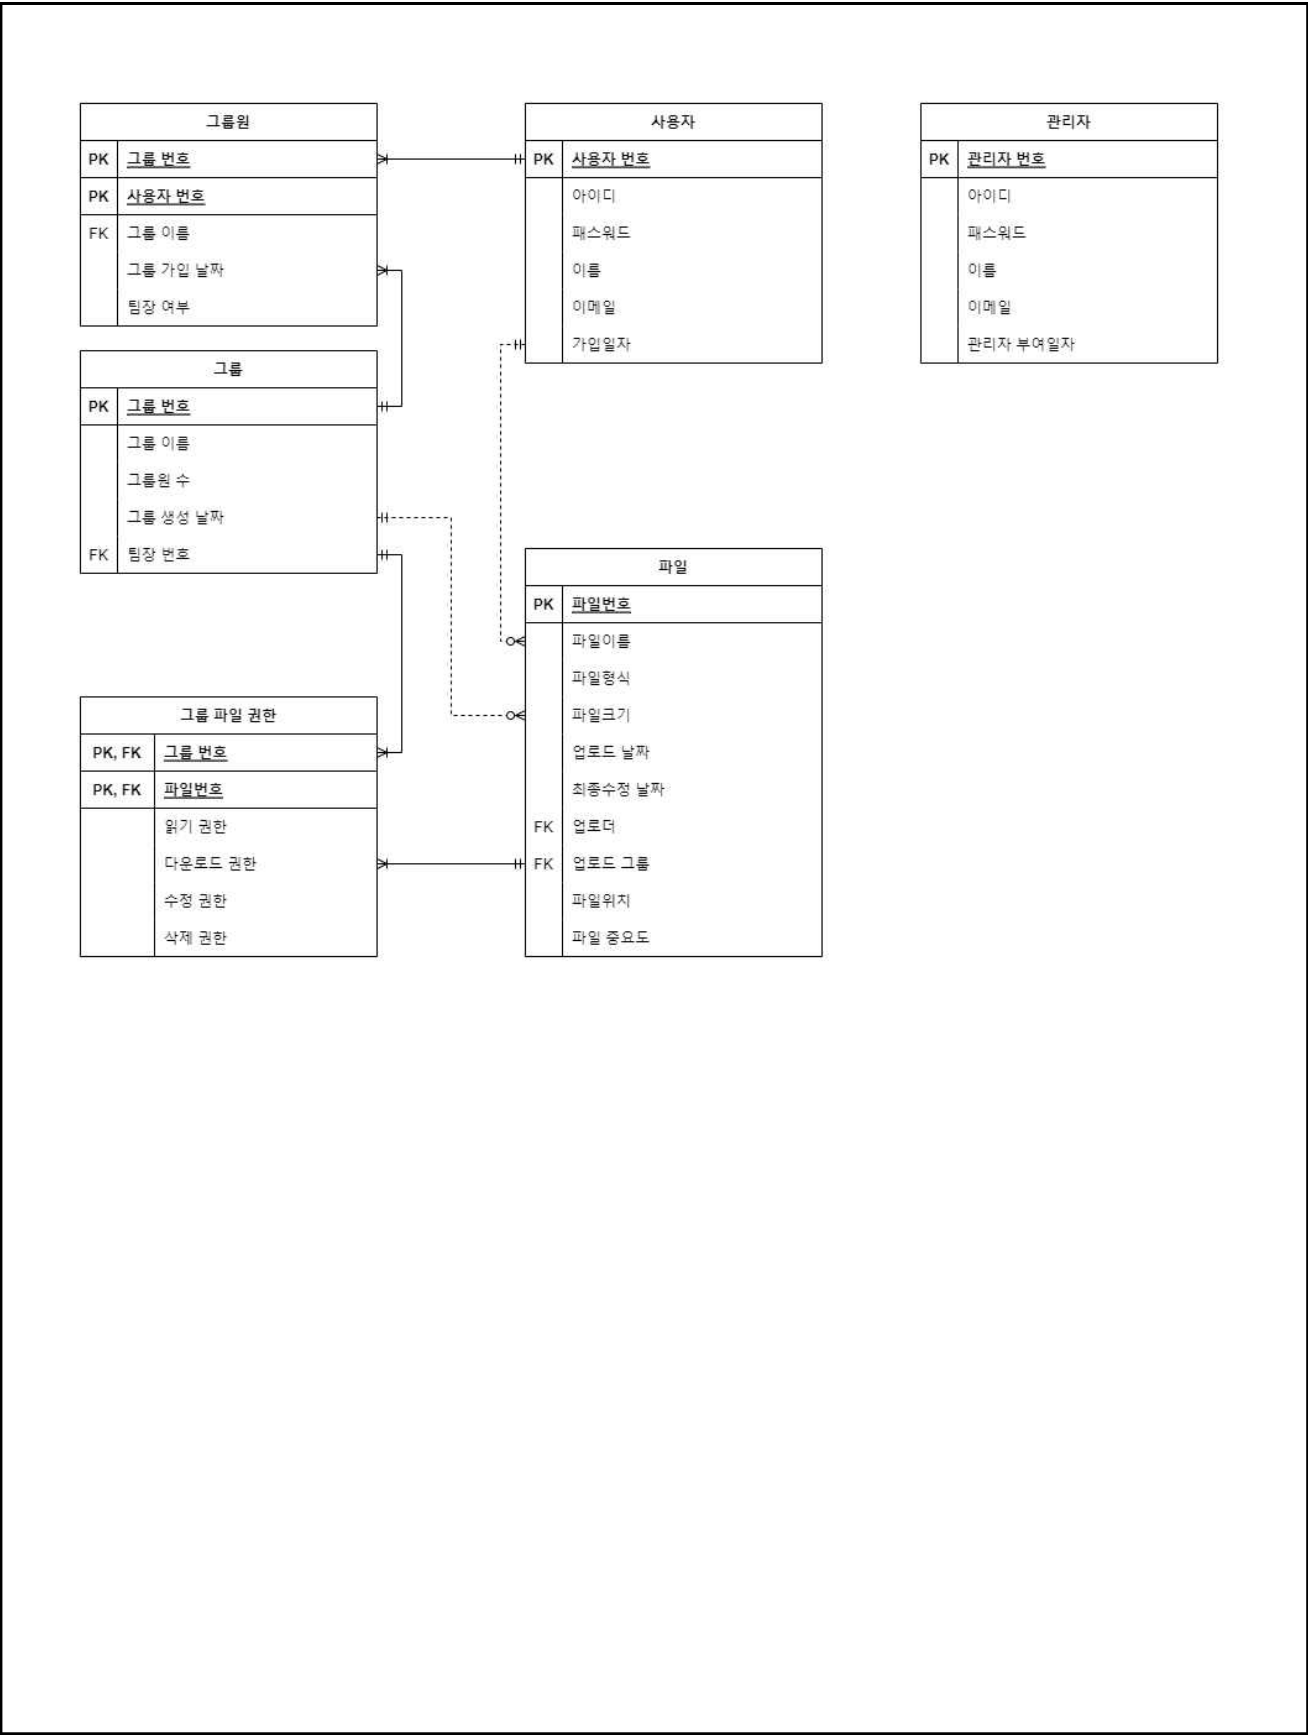 그룹원
PK 그룹 번호
PK 사용자 번호
FK 그룹 이름
그룹 가입 날짜
팀장 여부
사용자
PK 사용자 번호
아이디
패스워드
이름
이메일
가입일자
관리자
PK 관리자 번호
아이디
패스워드
이름
이메일
관리자 부여일자
그룹
PK 그룹 번호
그룹 이름
그룹원 수
그룹 생성 날짜
FK 팀장 번호
파일
PK 파일번호
파일이름
파일형식
파일크기
업로드 날짜
최종수정 날짜
FK 업로더
FK 업로드 그룹
파일위치
파일 중요도
그룹 파일 권한
PK, FK 그룹 번호
PK, FK 파일번호
읽기 권한
다운로드 권한
수정 권한
삭제 권한